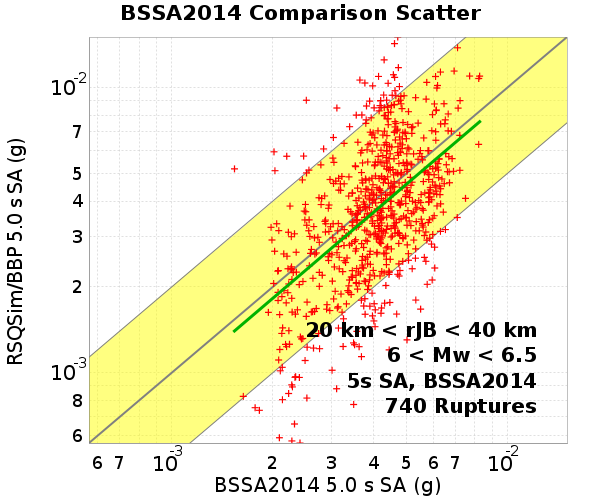 BSSA2014 Comparison Scatter
RSQSim/BBP 5.0 s SA (g)
10-2
7
5
4
3
2
10-3
8
6
20 km < rJB < 40 km
6 < Mw < 6.5
5s SA, BSSA2014
740 Ruptures
6 7 10-3 2 3 4 5 6 7 10-2
BSSA2014 5.0 s SA (g)